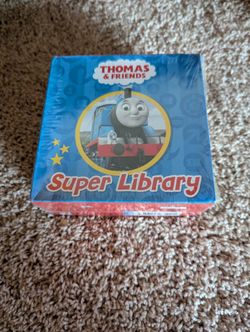 THOMAS
& FRIENDS
Super Library